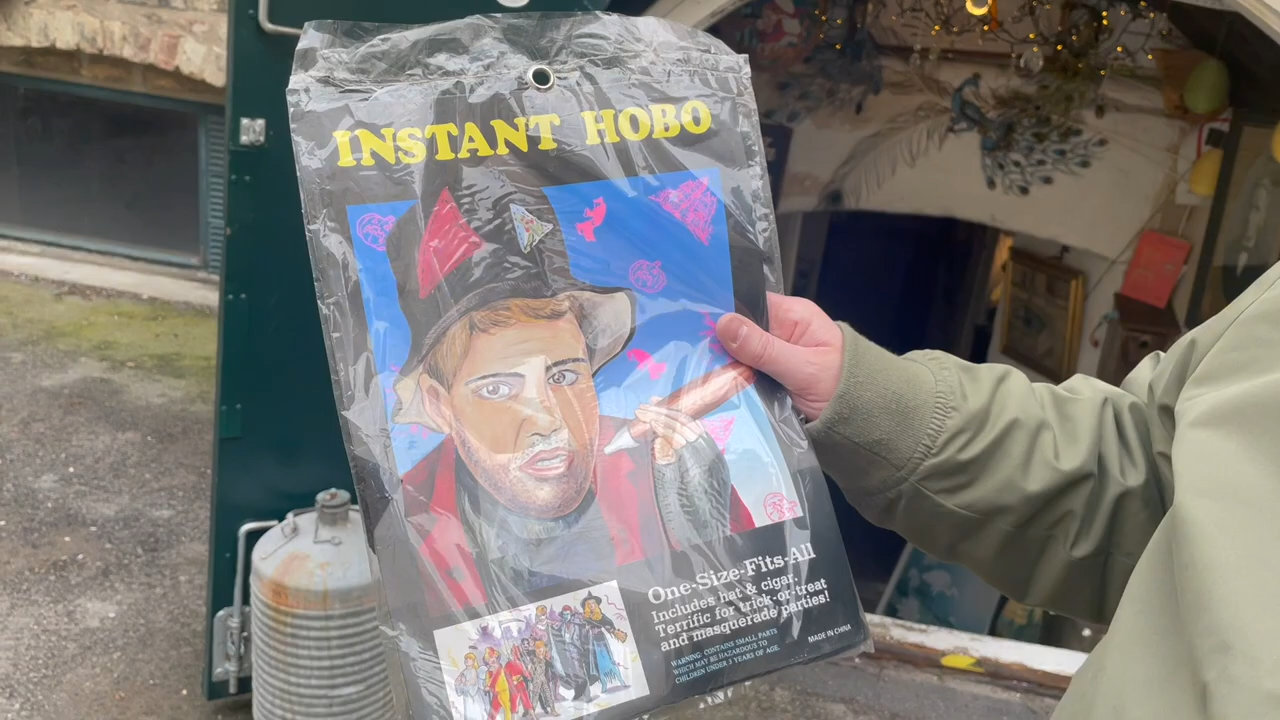 INSTANT HOBO
One-Size-Fits-All
Includes hat & cigar.
Terrific for trick-or-treat
and masquerade parties!
WARNING: CONTAINS SMALL PARTS
WHICH MAY BE HAZARDOUS TO
CHILDREN UNDER 3 YEARS OF AGE.
MADE IN CHINA